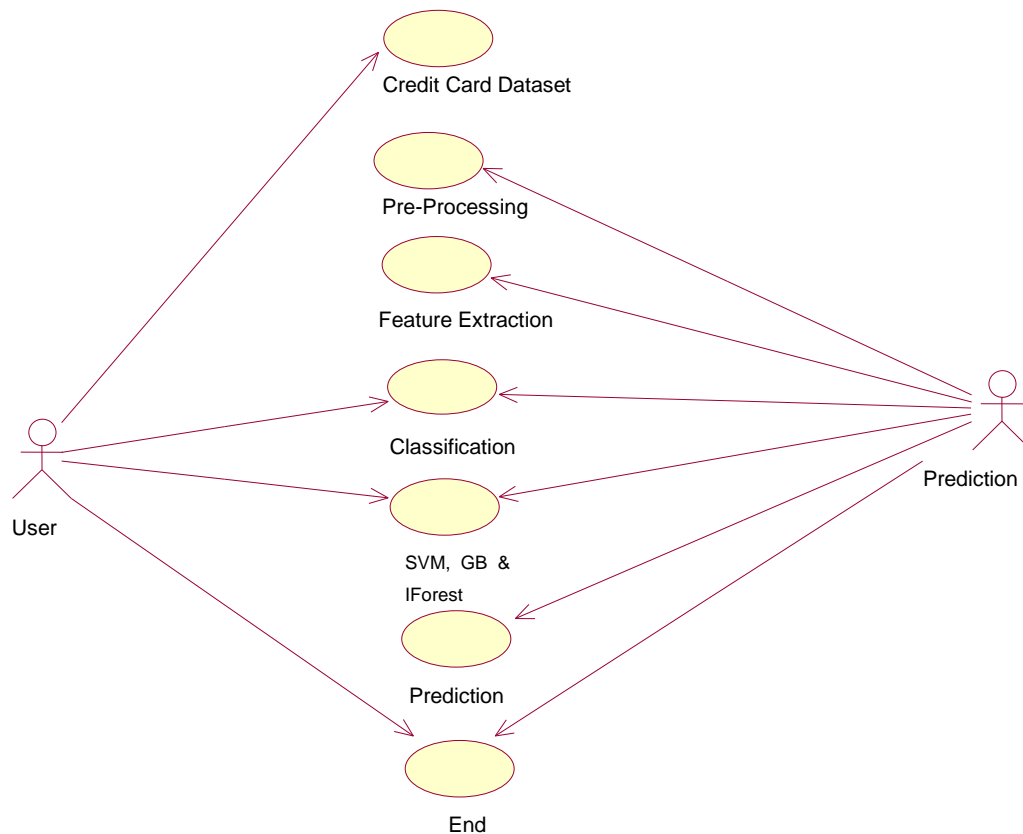 Credit Card Dataset
Pre-Processing
Feature Extraction
Classification
Prediction
User
SVM, GB &
IForest
Prediction
End